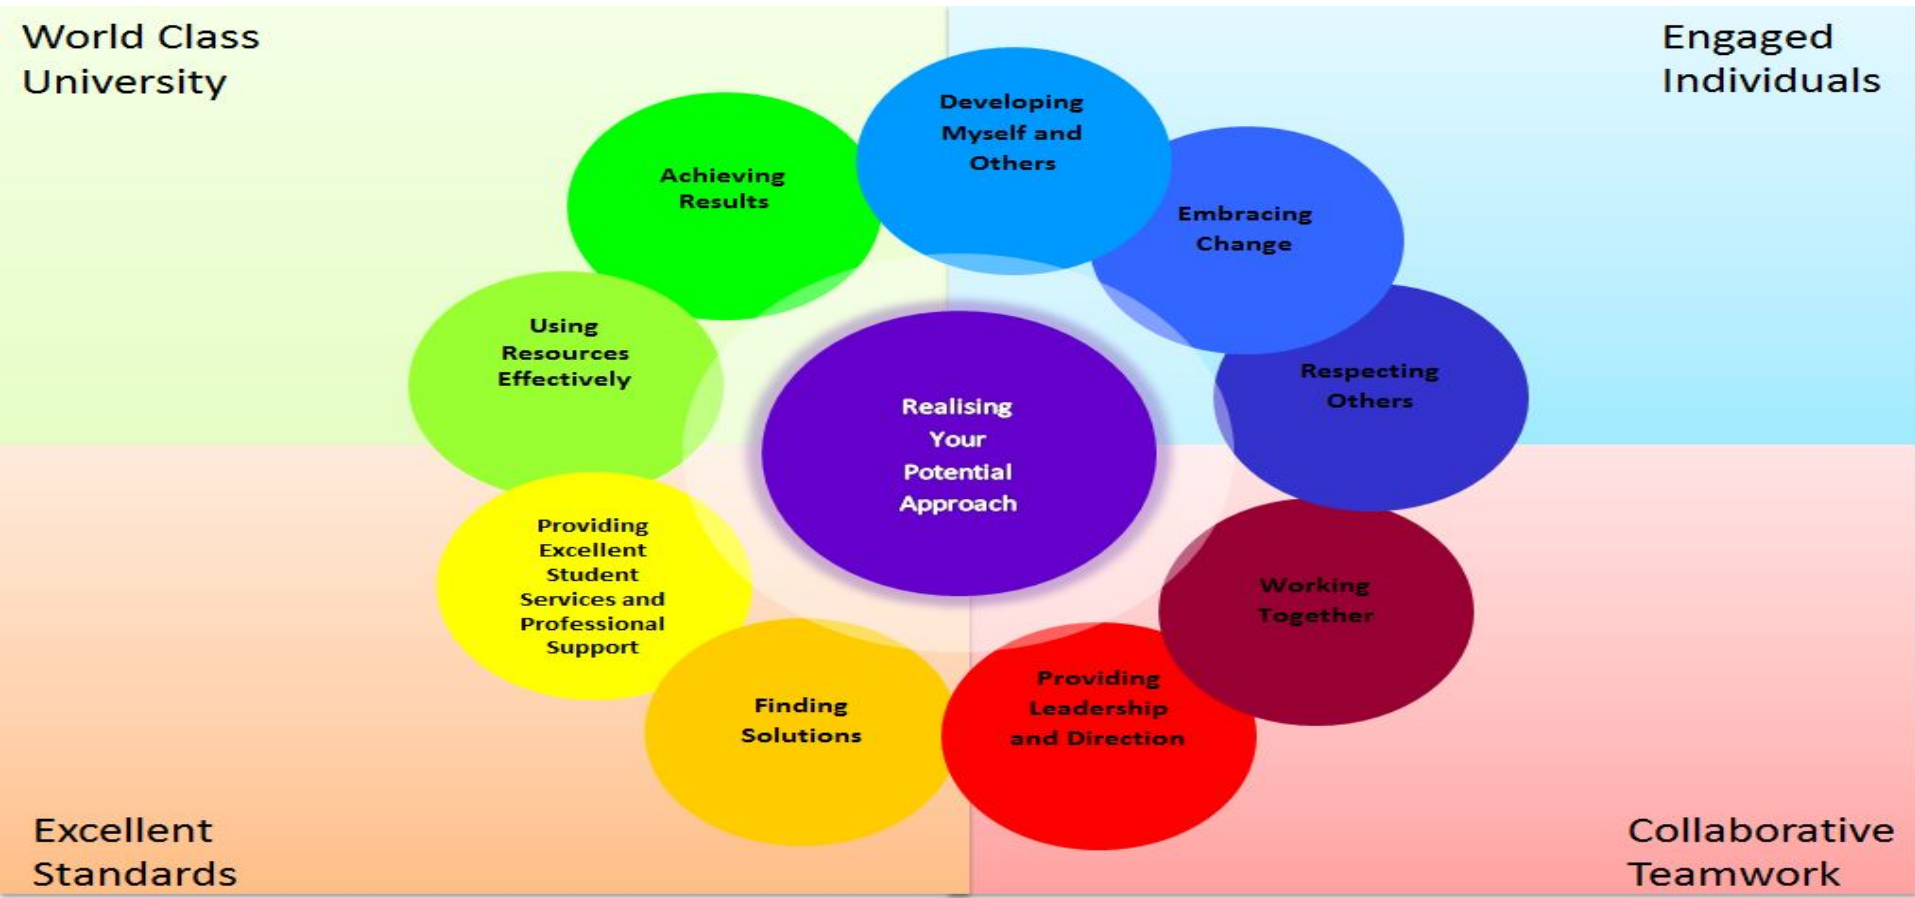 World Class
University
Engaged
Individuals
Developing
Myself and
Others
Achieving
Results
Embracing
Change
Using
Resources
Effectively
Respecting
Others
Realising
Your
Potential
Approach
Providing
Excellent
Student
Services and
Professional
Support
Working
Together
Finding
Solutions
Providing
Leadership
and Direction
Excellent
Standards
Collaborative
Teamwork